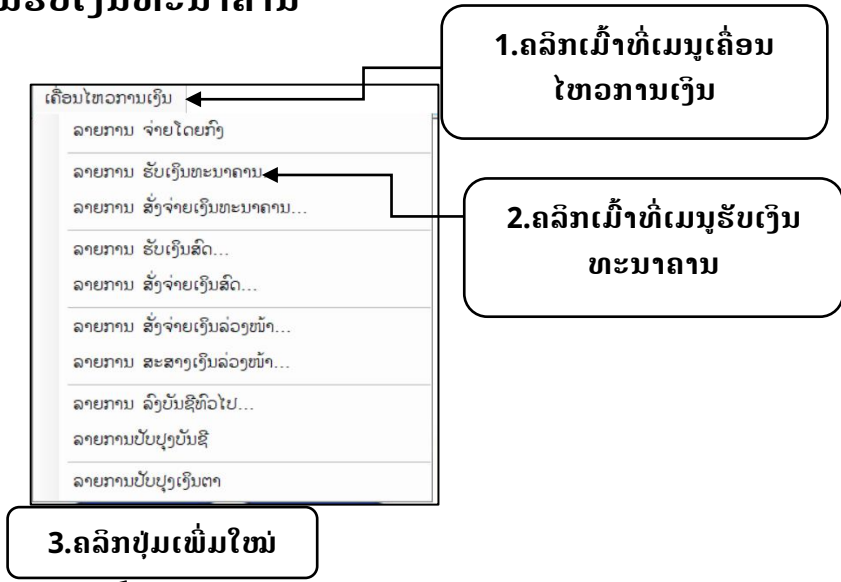 ຮັບເງິນທະນາຄານ
1.ຄລິກເມົ້າທີ່ເມນູເຄື່ອນ
ໄຫວການເງິນ
ເຄື່ອນໄຫວການເງິນ
ລາຍການ ຈ່າຍໂດຍກົງ
ລາຍການ ຮັບເງິນທະນາຄານ
ລາຍການ ສັ່ງຈ່າຍເງິນທະນາຄານ...
2.ຄລິກເມົ້າທີ່ເມນູຮັບເງິນ
ທະນາຄານ
ລາຍການ ຮັບເງິນສົດ...
ລາຍການ ສັ່ງຈ່າຍເງິນສົດ...
ລາຍການ ສັ່ງຈ່າຍເງິນລ່ວງໜ້າ...
ລາຍການ ສະສາງເງິນລ່ວງໜ້າ...
ລາຍການ ລົງບັນຊີທົ່ວໄປ...
ລາຍການປັບປຸງບັນຊີ
ລາຍການປັບປຸງເງິນຕາ
3.ຄລິກປຸ່ມເພີ່ມໃໝ່